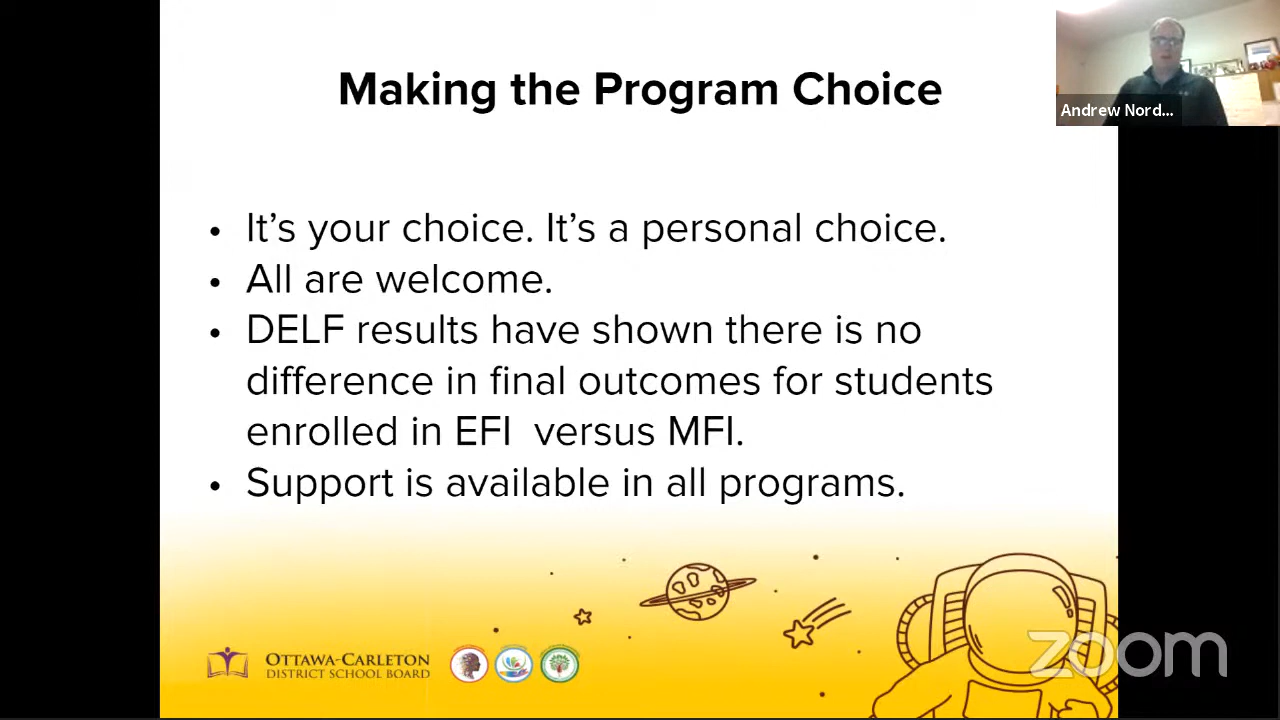 Making the Program Choice
Andrew Nord...
• It’s your choice. It’s a personal choice.
• All are welcome.
• DELF results have shown there is no
difference in final outcomes for students
enrolled in EFI  versus MFI.
• Support is available in all programs.
OTTAWA-CARLETON
DISTRICT SCHOOL BOARD
zoom